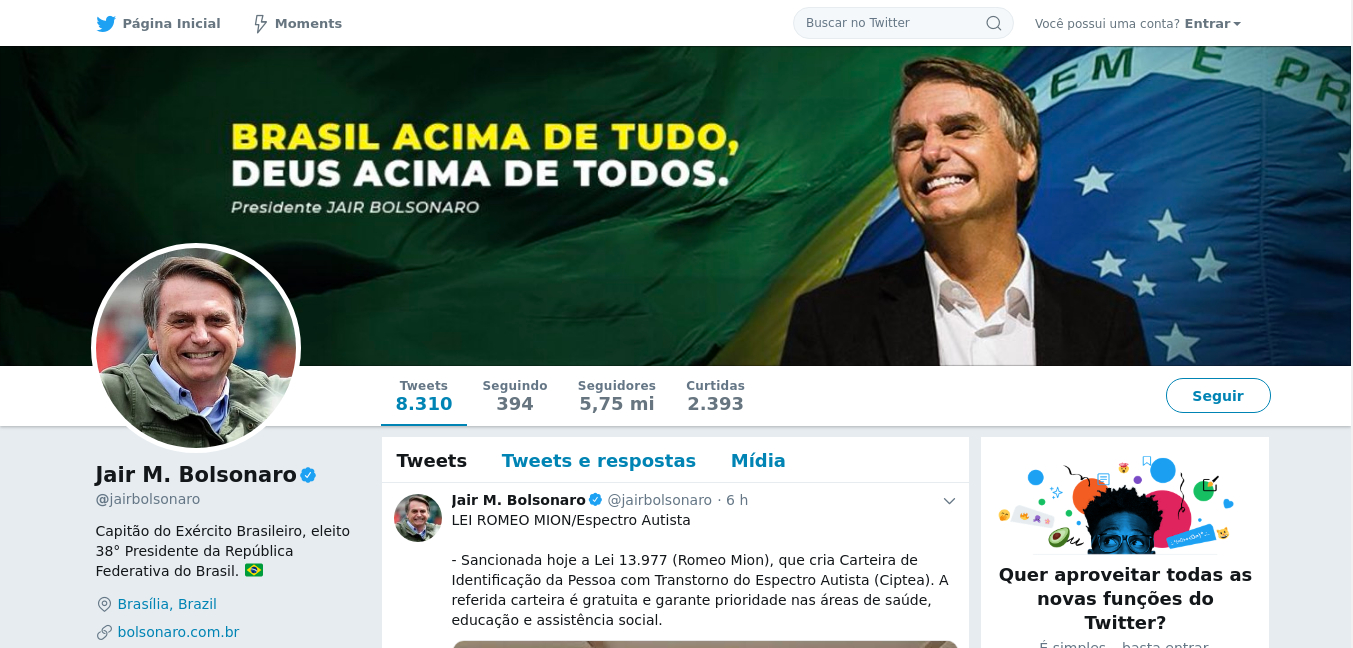 Página Inicial
Moments
Buscar no Twitter
Você possui uma conta? Entrar
BRASIL ACIMA DE TUDO,
DEUS ACIMA DE TODOS.
Presidente JAIR BOLSONARO
Tweets
8.310
Seguindo
394
Seguidores
5,75 mi
Curtidas
2.393
Seguir
Jair M. Bolsonaro
@jairbolsonaro
Capitão do Exército Brasileiro, eleito
38° Presidente da República
Federativa do Brasil. 🇧🇷
Brasília, Brazil
bolsonaro.com.br
Tweets
Tweets e respostas
Mídia
Jair M. Bolsonaro @jairbolsonaro · 6 h
LEI ROMEO MION/Espectro Autista
- Sancionada hoje a Lei 13.977 (Romeo Mion), que cria Carteira de
Identificação da Pessoa com Transtorno do Espectro Autista (Ciptea). A
referida carteira é gratuita e garante prioridade nas áreas de saúde,
educação e assistência social.
Quer aproveitar todas as
novas funções do
Twitter?
É simples – basta entrar.